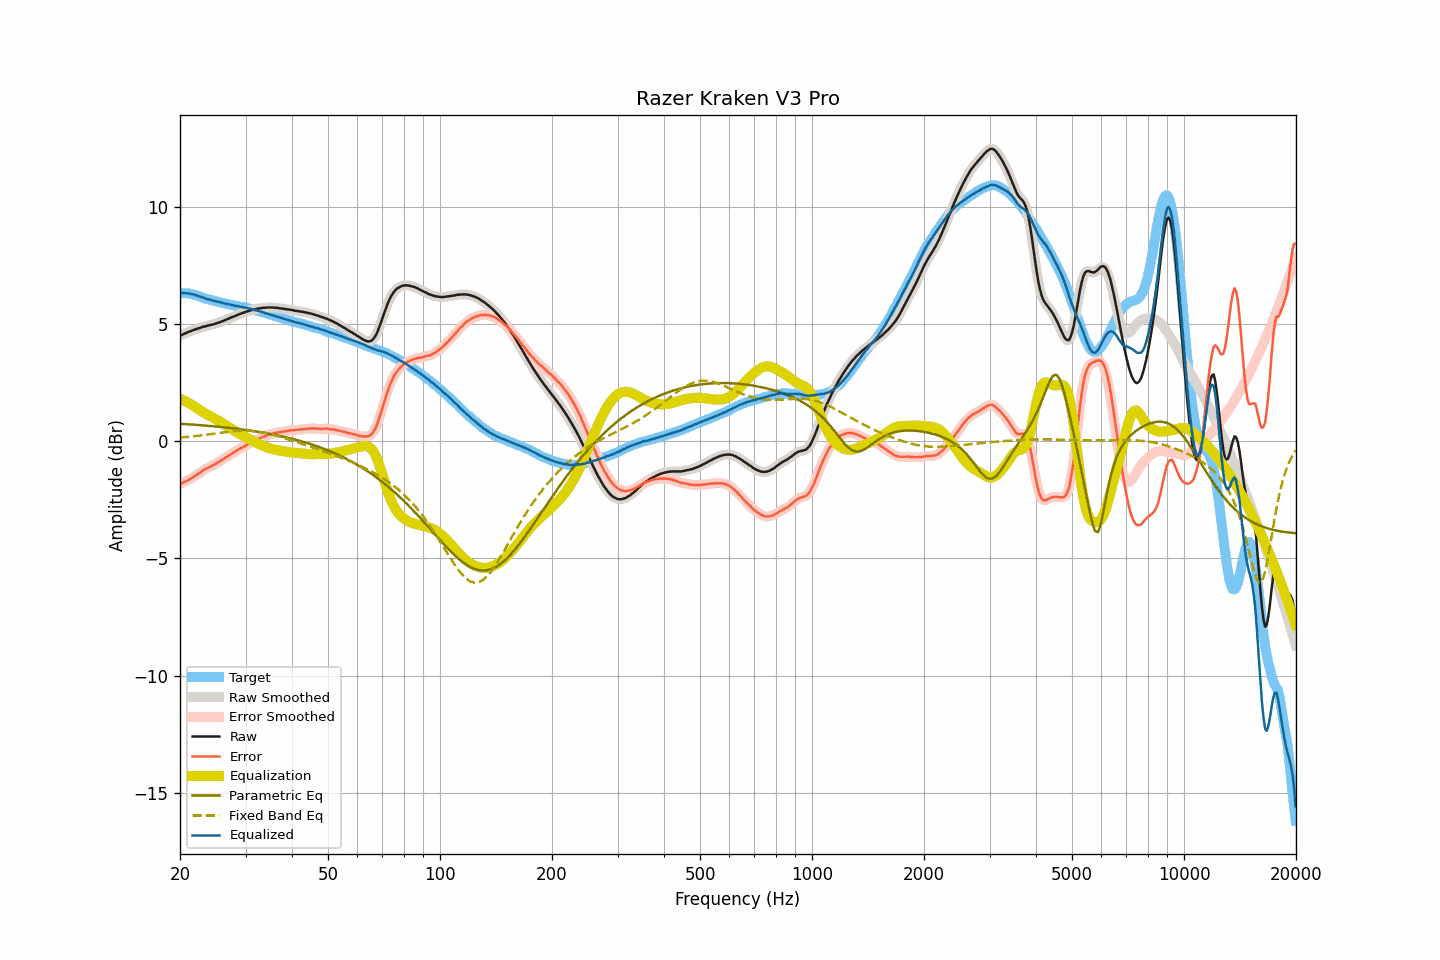 Razer Kraken V3 Pro
Amplitude (dBr)
10
5
0
−5
−10
−15
Target
Raw Smoothed
Error Smoothed
Raw
Error
Equalization
Parametric Eq
Fixed Band Eq
Equalized
20 50 100 200 500 1000 2000 5000 10000 20000
Frequency (Hz)